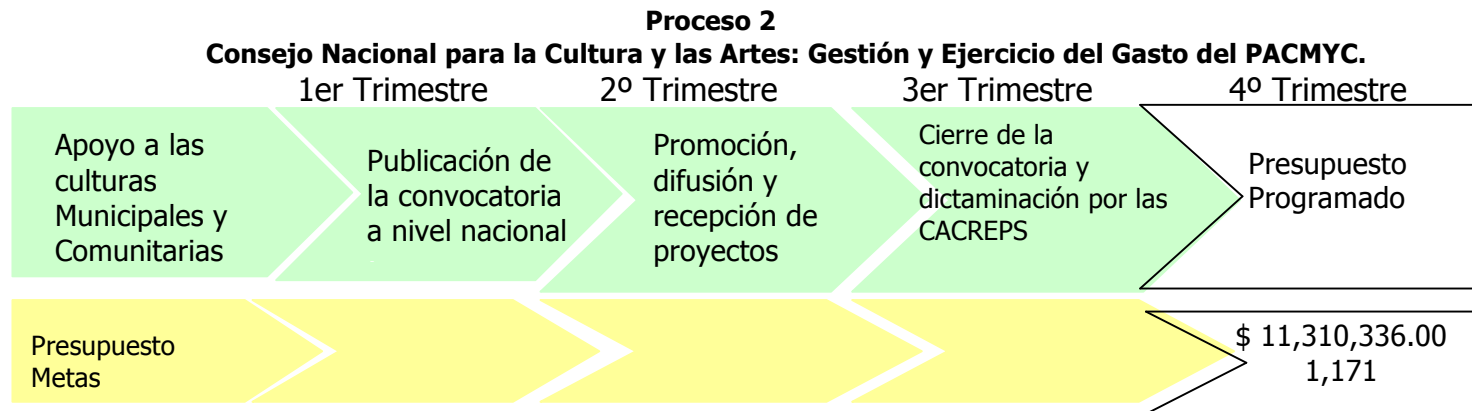 Proceso 2
Consejo Nacional para la Cultura y las Artes: Gestión y Ejercicio del Gasto del PACMYC.
1er Trimestre
2º Trimestre
3er Trimestre
4º Trimestre
Apoyo a las
culturas
Municipales y
Comunitarias
Publicación de
la convocatoria
a nivel nacional
Promoción,
difusión y
recepción de
proyectos
Cierre de la
convocatoria y
dictaminación por las
CACREPS
Presupuesto
Programado
Presupuesto
Metas
$ 11,310,336.00
1,171